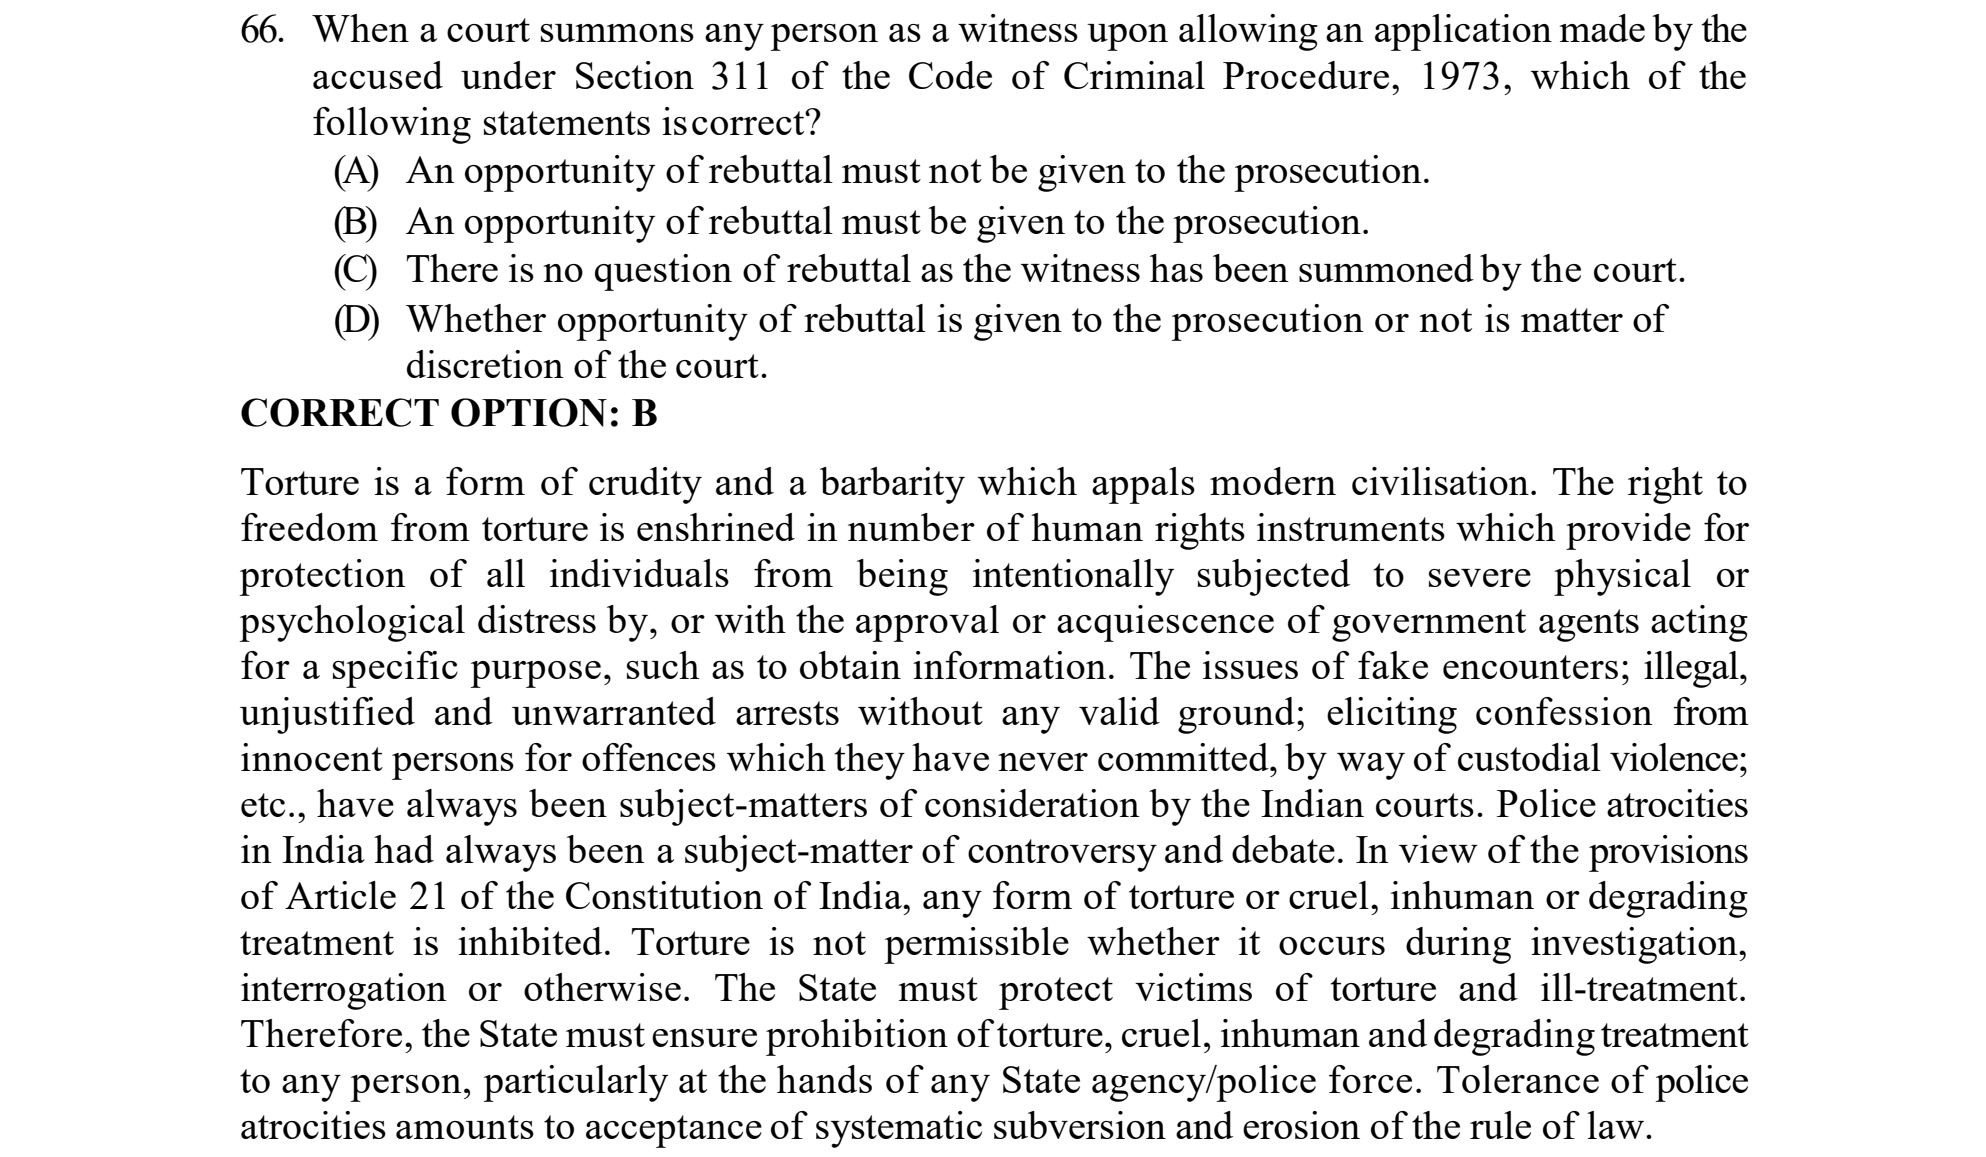 66. When a court summons any person as a witness upon allowing an application made by the
accused under Section 311 of the Code of Criminal Procedure, 1973, which of the
following statements is correct?
(A) An opportunity of rebuttal must not be given to the prosecution.
(B) An opportunity of rebuttal must be given to the prosecution.
(C) There is no question of rebuttal as the witness has been summoned by the court.
(D) Whether opportunity of rebuttal is given to the prosecution or not is matter of
discretion of the court.
CORRECT OPTION: B
Torture is a form of crudity and a barbarity which appals modern civilisation. The right to
freedom from torture is enshrined in number of human rights instruments which provide for
protection of all individuals from being intentionally subjected to severe physical or
psychological distress by, or with the approval or acquiescence of government agents acting
for a specific purpose, such as to obtain information. The issues of fake encounters; illegal,
unjustified and unwarranted arrests without any valid ground; eliciting confession from
innocent persons for offences which they have never committed, by way of custodial violence;
etc., have always been subject-matters of consideration by the Indian courts. Police atrocities
in India had always been a subject-matter of controversy and debate. In view of the provisions
of Article 21 of the Constitution of India, any form of torture or cruel, inhuman or degrading
treatment is inhibited. Torture is not permissible whether it occurs during investigation,
interrogation or otherwise. The State must protect victims of torture and ill-treatment.
Therefore, the State must ensure prohibition of torture, cruel, inhuman and degrading treatment
to any person, particularly at the hands of any State agency/police force. Tolerance of police
atrocities amounts to acceptance of systematic subversion and erosion of the rule of law.